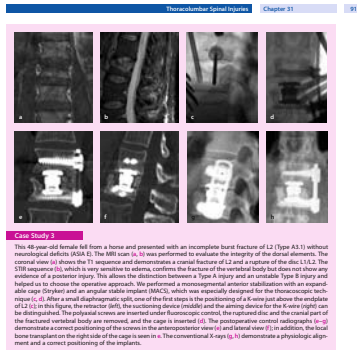 Thoracolumbar Spinal Injuries
Chapter 31
91
a
b
c
d
e
f
h
Case Study 3
This 48-year-old female fell from a horse and presented with an incomplete burst fracture of L2 (Type A3.1) without
neurological deficits (ASIA E). The MRI scan (a, b) was performed to evaluate the integrity of the dorsal elements. The
coronal view (a) shows the T1 sequence and demonstrates a cranial fracture of L2 and a rupture of the disc L1/L2. The
STIR sequence (b), which is very sensitive to edema, confirms the fracture of the vertebral body but does not show any
evidence of a posterior injury. This allows the distinction between a Type A injury and an unstable Type B injury and
helped us to choose the operative approach. We performed a monosegmental anterior stabilization with an expand-
able cage (Stryker) and an angular stable implant (MACS), which was especially designed for the thoracoscopic tech-
nique (c, d). After a small diaphragmatic split, one of the first steps is the positioning of a K-wire just above the endplate
of L2 (c); in this figure, the retractor (left), the suctioning device (middle) and the aiming device for the K-wire (right) can
be distinguished. The polyaxial screws are inserted under fluoroscopic control, the ruptured disc and the cranial part of
the fractured vertebral body are removed, and the cage is inserted (d). The postoperative control radiographs (e–g)
demonstrate a correct positioning of the screws in the anteroposterior view (e) and lateral view (f); in addition, the local
bone transplant on the right side of the cage is seen in e. The conventional X-rays (g, h) demonstrate a physiologic align-
ment and a correct positioning of the implants.